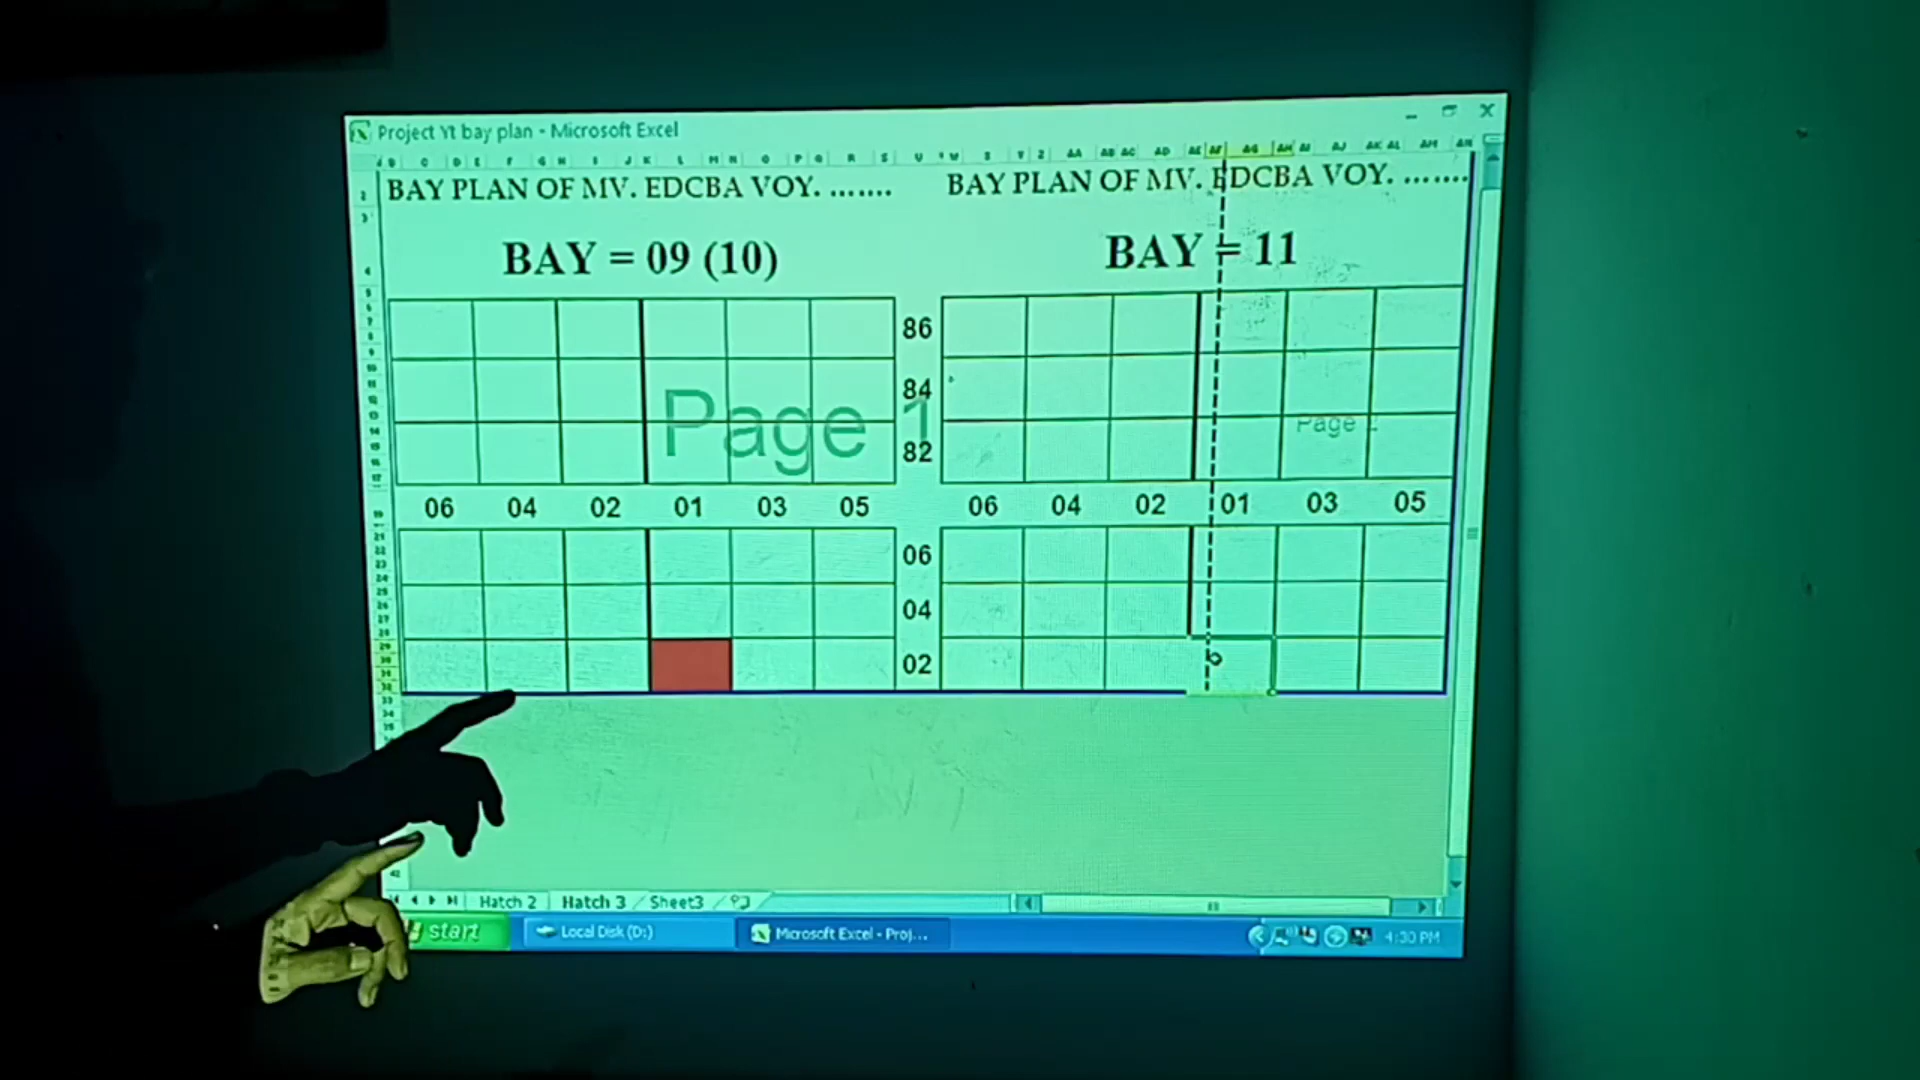 Project Yt bay plan - Microsoft Excel
BAY PLAN OF MV. EDCBA VOY. ....... BAY PLAN OF MV. EDCBA VOY. .......
BAY = 09 (10) BAY = 11
86
84
Page 1 Page
82
06 04 02 01 03 05 06 04 02 01 03 05
06
04
02
Hatch 2 Hatch 3 Sheet3
start Local Disk (D:) Microsoft Excel - Proj... 4:30 PM